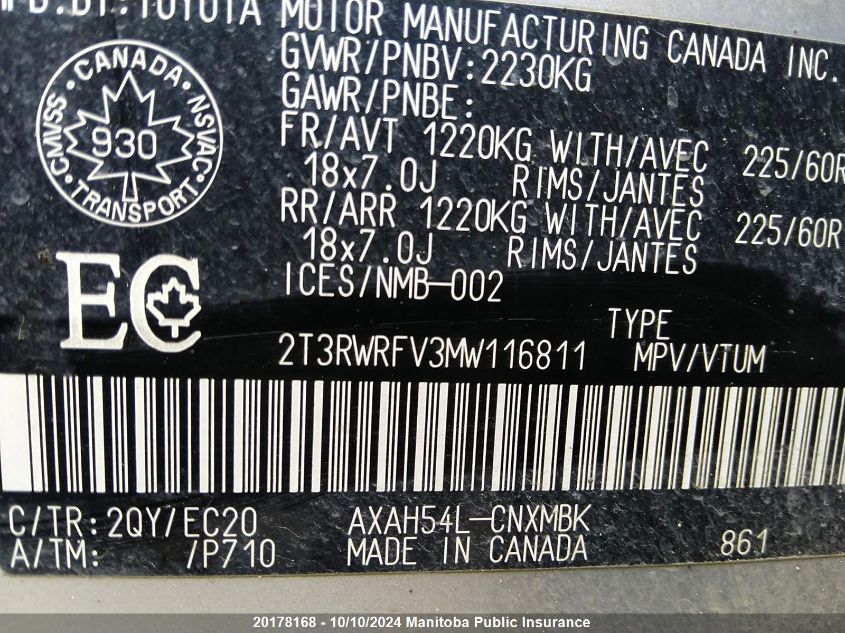 MFD.BY:TOYOTA MOTOR MANUFACTURING CANADA INC.
GVWR/PNBV:2230KG
GAWR/PNBE:
FR/AVT 1220KG WITH/AVEC 225/60R
18x7.0J RIMS/JANTES
RR/ARR 1220KG WITH/AVEC 225/60R
18x7.0J RIMS/JANTES
ICES/NMB-002
CANADA
CMVSS 930 NSVAC
TRANSPORT
EC
TYPE
2T3RWRFV3MW116811 MPV/VTUM
C/TR:2QY/EC20 AXAH54L-CNXMBK
A/TM: /P710 MADE IN CANADA 861
20178168 - 10/10/2024 Manitoba Public Insurance